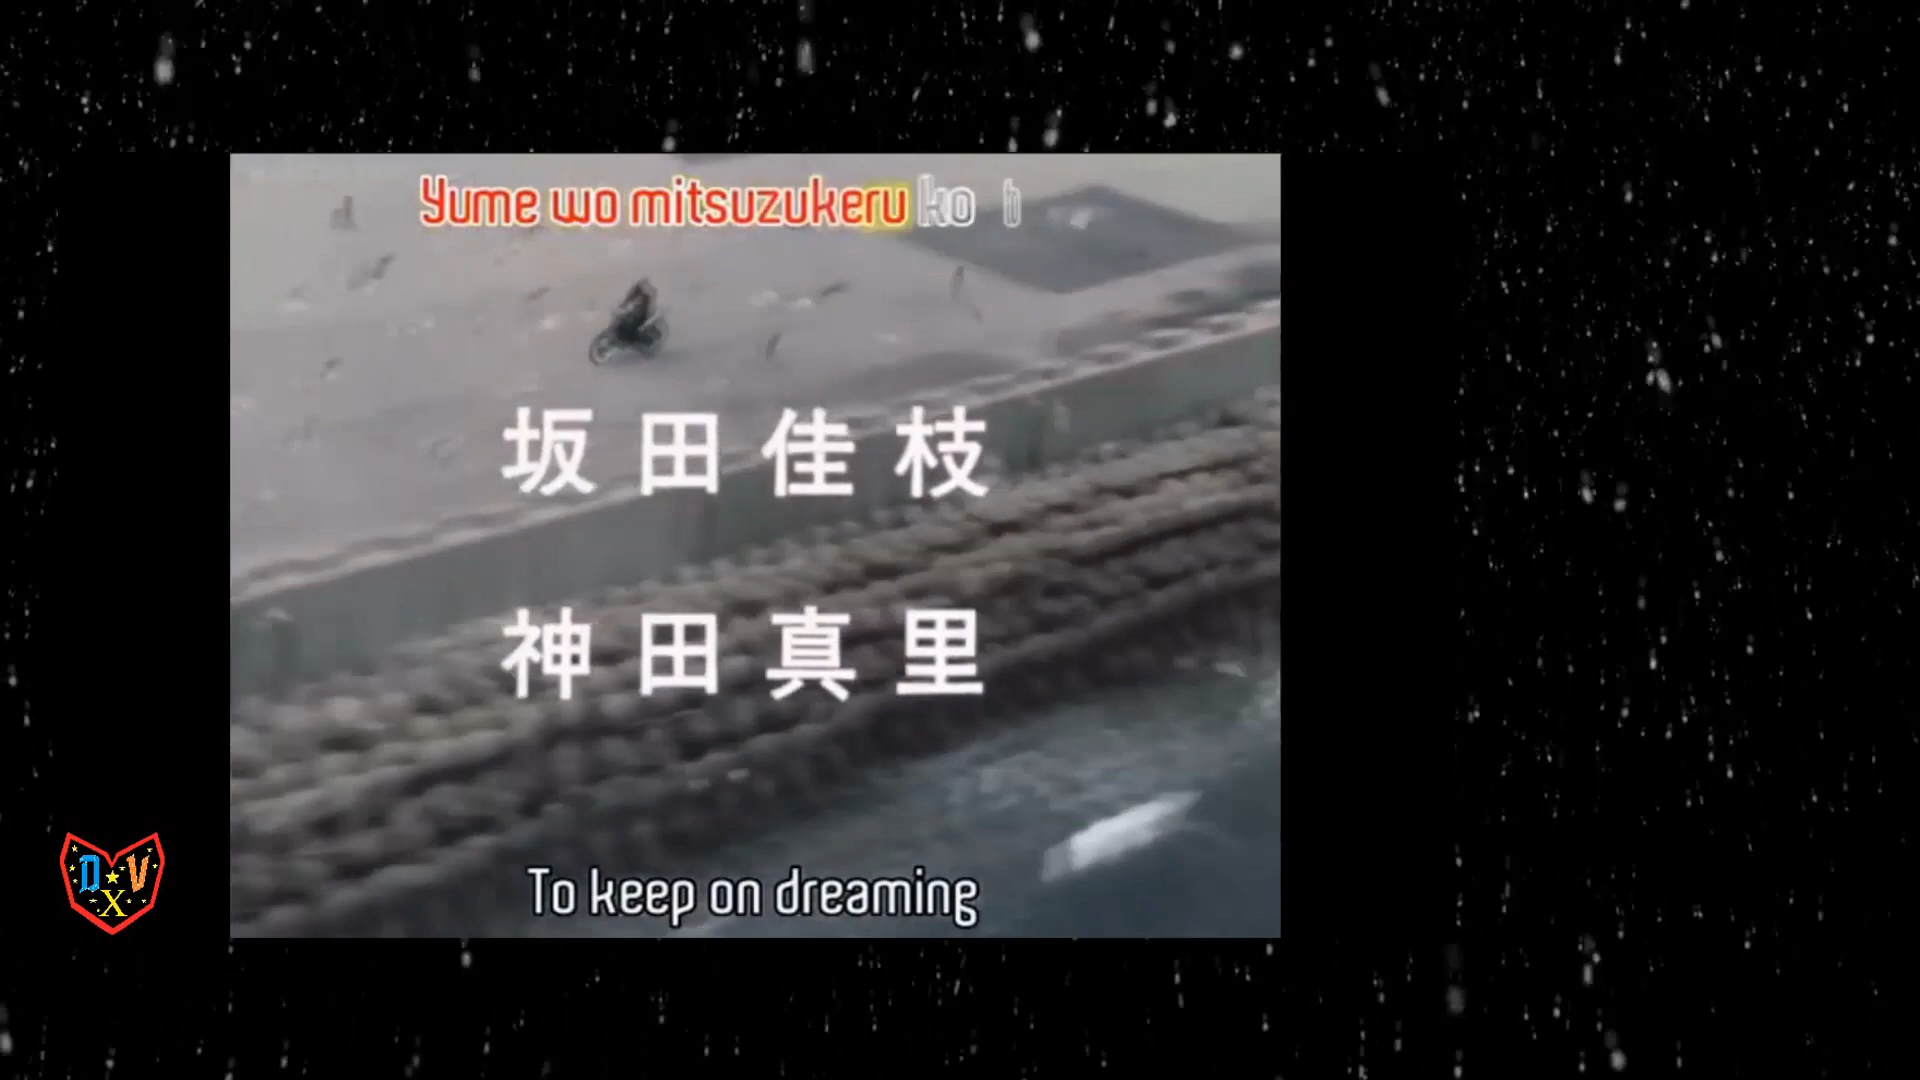 Yume wo mitsuzukeru ko
坂田佳枝
神田真里
To keep on dreaming
D V
X